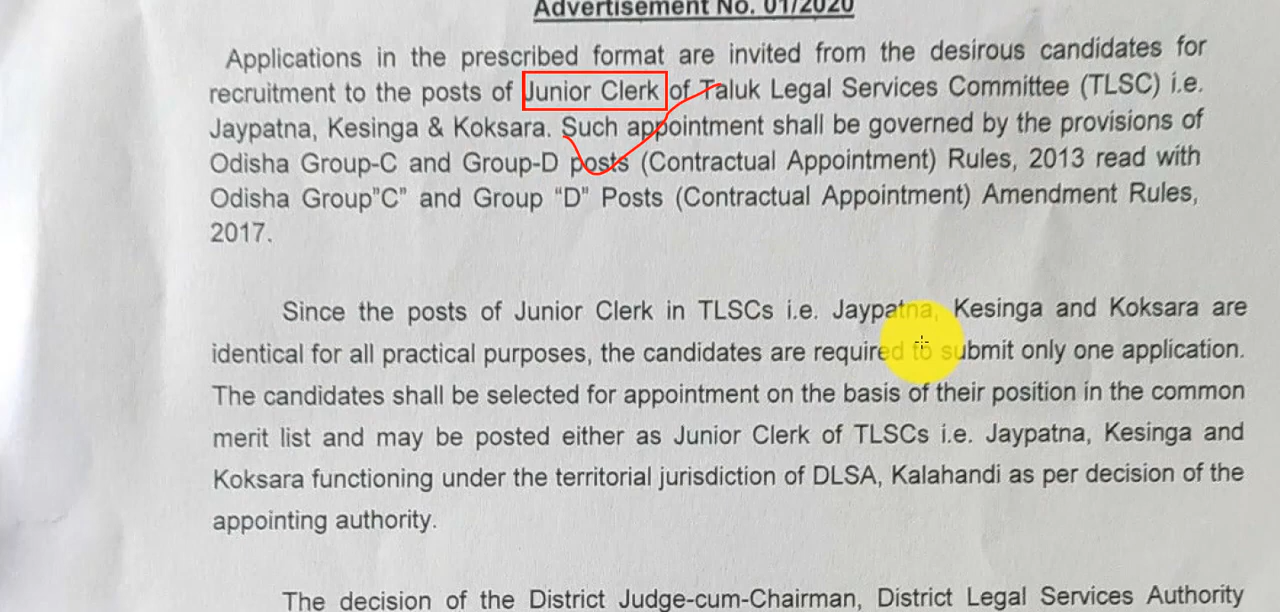 Advertisement No. 01/2020
Applications in the prescribed format are invited from the desirous candidates for
recruitment to the posts of Junior Clerk of Taluk Legal Services Committee (TLSC) i.e.
Jaypatna, Kesinga & Koksara. Such appointment shall be governed by the provisions of
Odisha Group-C and Group-D posts (Contractual Appointment) Rules, 2013 read with
Odisha Group"C" and Group "D" Posts (Contractual Appointment) Amendment Rules,
2017.
Since the posts of Junior Clerk in TLSCs i.e. Jaypatna, Kesinga and Koksara are
identical for all practical purposes, the candidates are required to submit only one application.
The candidates shall be selected for appointment on the basis of their position in the common
merit list and may be posted either as Junior Clerk of TLSCs i.e. Jaypatna, Kesinga and
Koksara functioning under the territorial jurisdiction of DLSA, Kalahandi as per decision of the
appointing authority.
The decision of the District Judge-cum-Chairman, District Legal Services Authority